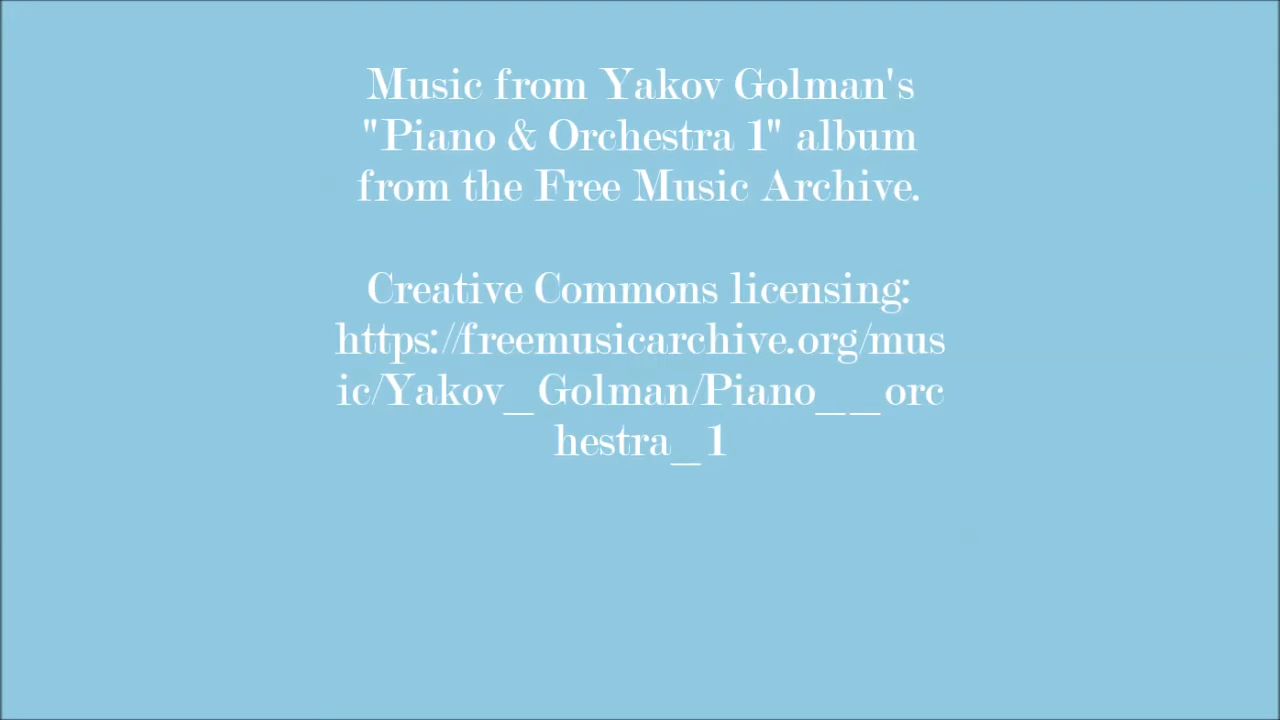 Music from Yakov Golman's
"Piano & Orchestra 1" album
from the Free Music Archive.
Creative Commons licensing:
https://freemusicarchive.org/mus
ic/Yakov_Golman/Piano__orc
hestra_1